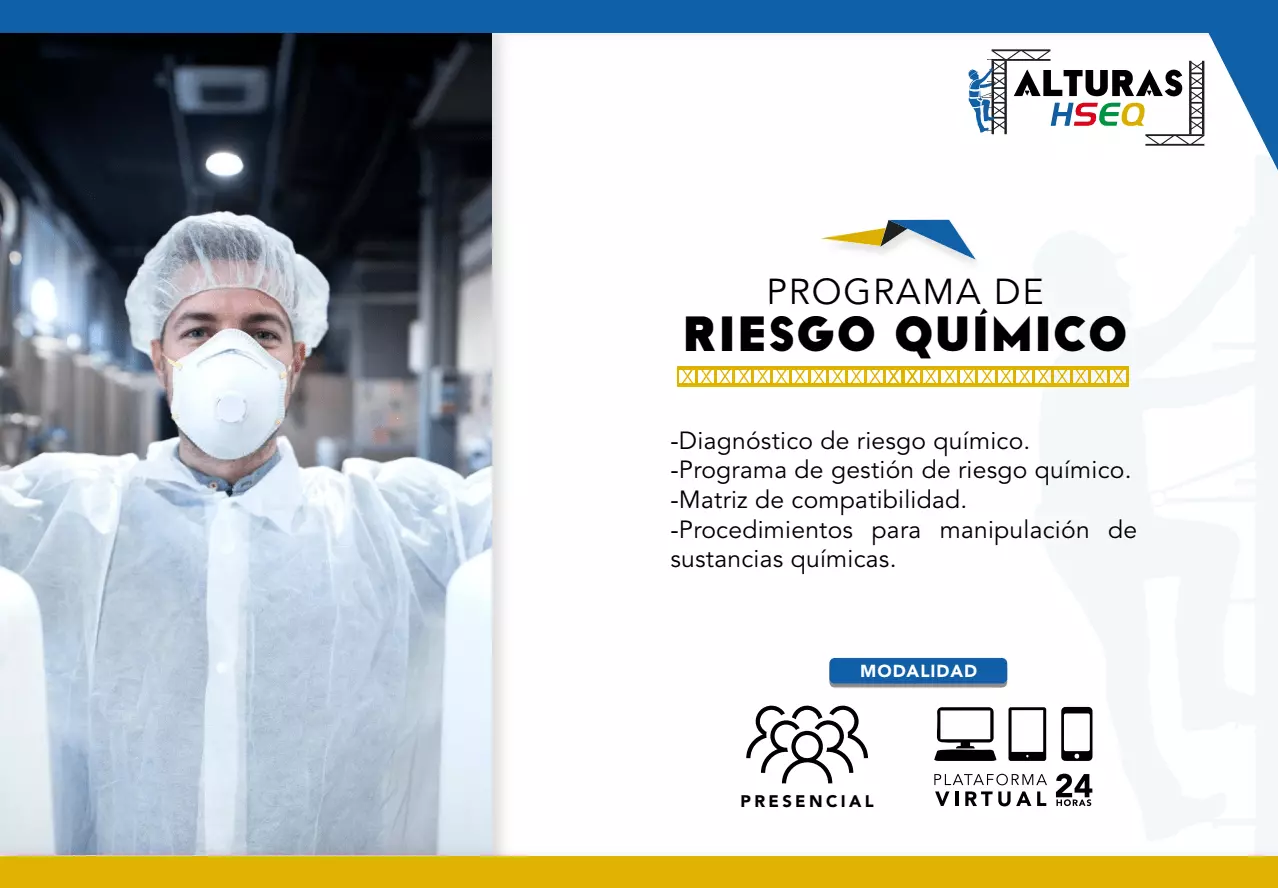 ALTURAS
HSEQ
PROGRAMA DE
RIESGO QUÍMICO
-Diagnóstico de riesgo químico.
-Programa de gestión de riesgo químico.
-Matriz de compatibilidad.
-Procedimientos para manipulación de
sustancias químicas.
MODALIDAD
PRESENCIAL
PLATAFORMA
VIRTUAL 24
HORAS